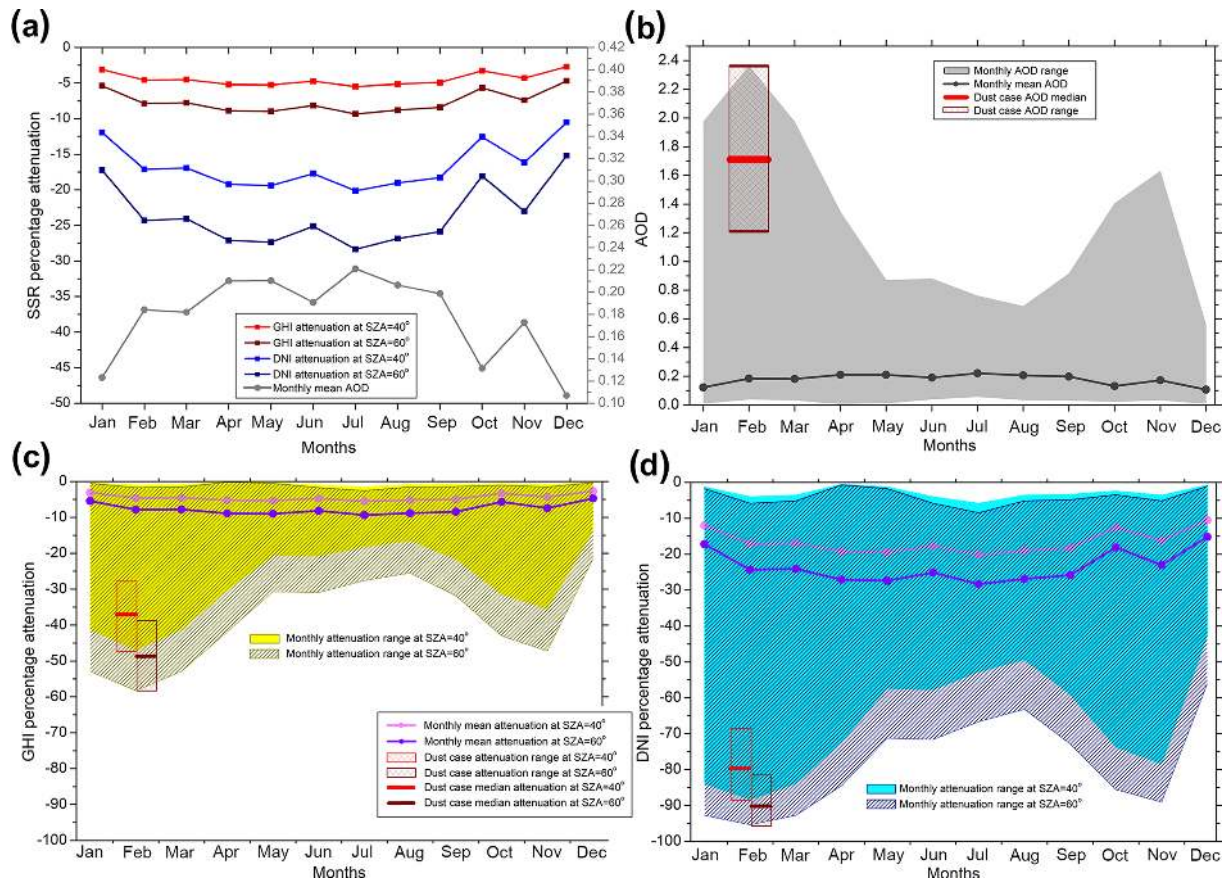 (a)
SSR percentage attenuation
0
-5
-10
-15
-20
-25
-30
-35
-40
-45
-50
0.42
0.40
0.38
0.36
0.34
0.32
0.30
0.28
0.26
0.24
0.22
0.20
0.18
0.16
0.14
0.12
0.10
GHI attenuation at SZA=40°
GHI attenuation at SZA=60°
DNI attenuation at SZA=40°
DNI attenuation at SZA=60°
Monthly mean AOD
Jan Feb Mar Apr May Jun Jul Aug Sep Oct Nov Dec
Months
(b)
AOD
2.4
2.2
2.0
1.8
1.6
1.4
1.2
1.0
0.8
0.6
0.4
0.2
0.0
Monthly AOD range
Monthly mean AOD
Dust case AOD median
Dust case AOD range
Jan Feb Mar Apr May Jun Jul Aug Sep Oct Nov Dec
Months
(c)
GHI percentage attenuation
0
-10
-20
-30
-40
-50
-60
-70
-80
-90
-100
Monthly attenuation range at SZA=40°
Monthly attenuation range at SZA=60°
Monthly mean attenuation at SZA=40°
Monthly mean attenuation at SZA=60°
Dust case attenuation range at SZA=40°
Dust case attenuation range at SZA=60°
Dust case median attenuation at SZA=40°
Dust case median attenuation at SZA=60°
Jan Feb Mar Apr May Jun Jul Aug Sep Oct Nov Dec
Months
(d)
DNI percentage attenuation
0
-10
-20
-30
-40
-50
-60
-70
-80
-90
-100
Monthly attenuation range at SZA=40°
Monthly attenuation range at SZA=60°
Jan Feb Mar Apr May Jun Jul Aug Sep Oct Nov Dec
Months